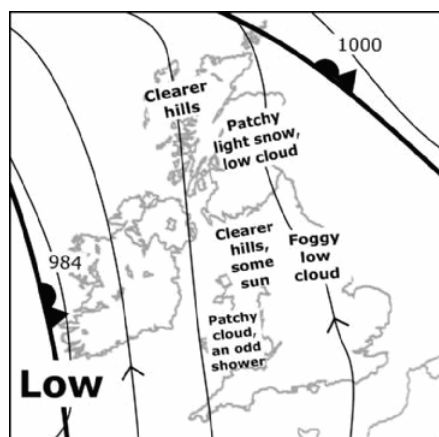 1000
Clearer
hills
Patchy
light snow,
low cloud
Clearer
hills,
some
sun
Foggy
low
cloud
984
Patchy
cloud,
an odd
shower
Low